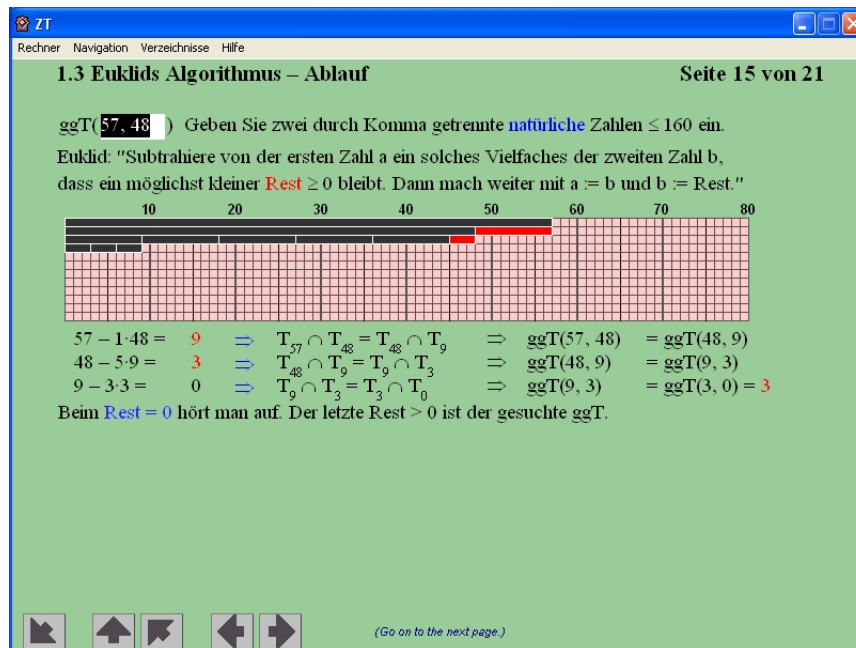 ZT
Rechner Navigation Verzeichnisse Hilfe
1.3 Euklids Algorithmus – Ablauf Seite 15 von 21
ggT( 57, 48 ) Geben Sie zwei durch Komma getrennte natürliche Zahlen ≤ 160 ein.
Euklid: "Subtrahiere von der ersten Zahl a ein solches Vielfaches der zweiten Zahl b,
dass ein möglichst kleiner Rest ≥ 0 bleibt. Dann mach weiter mit a := b und b := Rest."
10 20 30 40 50 60 70 80
57 – 1·48 = 9 ⇒ T₅₇ ∩ T₄₈ = T₄₈ ∩ T₉ ⇒ ggT(57, 48) = ggT(48, 9)
48 – 5·9 = 3 ⇒ T₄₈ ∩ T₉ = T₉ ∩ T₃ ⇒ ggT(48, 9) = ggT(9, 3)
9 – 3·3 = 0 ⇒ T₉ ∩ T₃ = T₃ ∩ T₀ ⇒ ggT(9, 3) = ggT(3, 0) = 3
Beim Rest = 0 hört man auf. Der letzte Rest > 0 ist der gesuchte ggT.
(Go on to the next page.)